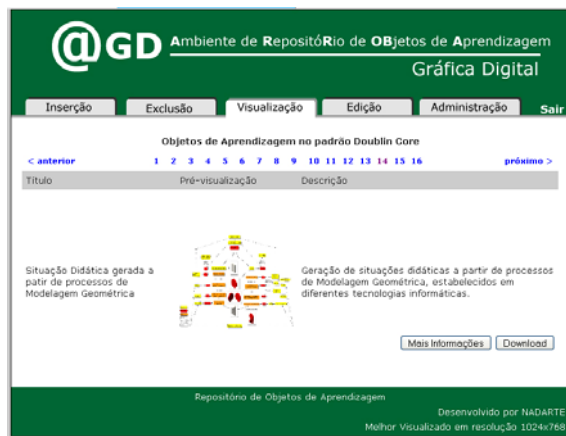 @GD Ambiente de RepositóRio de OBjetos de Aprendizagem
Gráfica Digital
Inserção Exclusão Visualização Edição Administração Sair
Objetos de Aprendizagem no padrão Doublin Core
< anterior 1 2 3 4 5 6 7 8 9 10 11 12 13 14 15 16 próximo >
Título Pré-visualização Descrição
Situação Didática gerada a
patir de processos de
Modelagem Geométrica
Geração de situações didáticas a partir de processos
de Modelagem Geométrica, estabelecidos em
diferentes tecnologias informáticas.
Mais Informações Download
Repositório de Objetos de Aprendizagem
Desenvolvido por NADARTE
Melhor Visualizado em resolução 1024x768